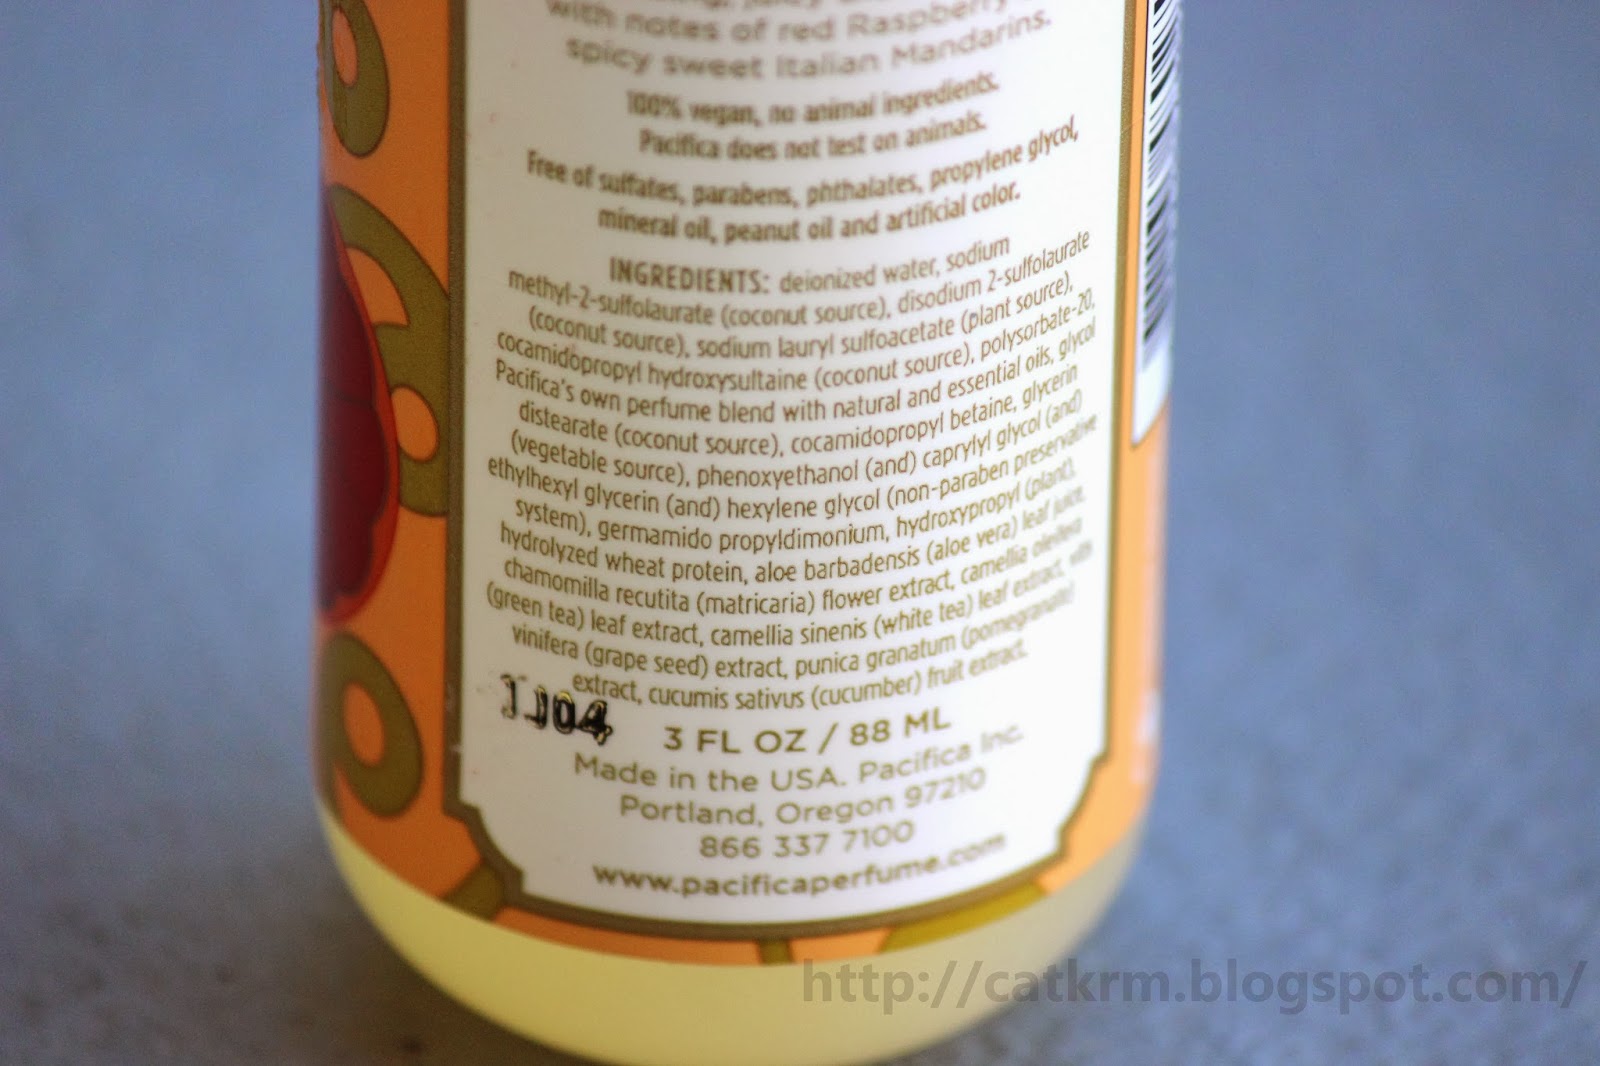 with notes of red Raspberry
spicy sweet Italian Mandarins.
100% vegan, no animal ingredients.
Pacifica does not test on animals.
Free of sulfates, parabens, phthalates, propylene glycol,
mineral oil, peanut oil and artificial color.
INGREDIENTS: deionized water, sodium
methyl-2-sulfolaurate (coconut source), disodium 2-sulfolaurate
(coconut source), sodium lauryl sulfoacetate (plant source),
cocamidopropyl hydroxysultaine (coconut source), polysorbate-20,
Pacifica's own perfume blend with natural and essential oils, glycol
distearate (coconut source), cocamidopropyl betaine, glycerin
(vegetable source), phenoxyethanol (and) caprylyl glycol (and)
ethylhexyl glycerin (and) hexylene glycol (non-paraben preservative
system), germamido propyldimonium, hydroxypropyl (plant),
hydrolyzed wheat protein, aloe barbadensis (aloe vera) leaf juice,
chamomilla recutita (matricaria) flower extract, camellia oleifera
(green tea) leaf extract, camellia sinenis (white tea) leaf extract, with
vinifera (grape seed) extract, punica granatum (pomegranate)
extract, cucumis sativus (cucumber) fruit extract.
3 FL OZ / 88 ML
Made in the USA. Pacifica Inc.
Portland, Oregon 97210
866 337 7100
www.pacificaperfume.com
http://catkrm.blogspot.com/